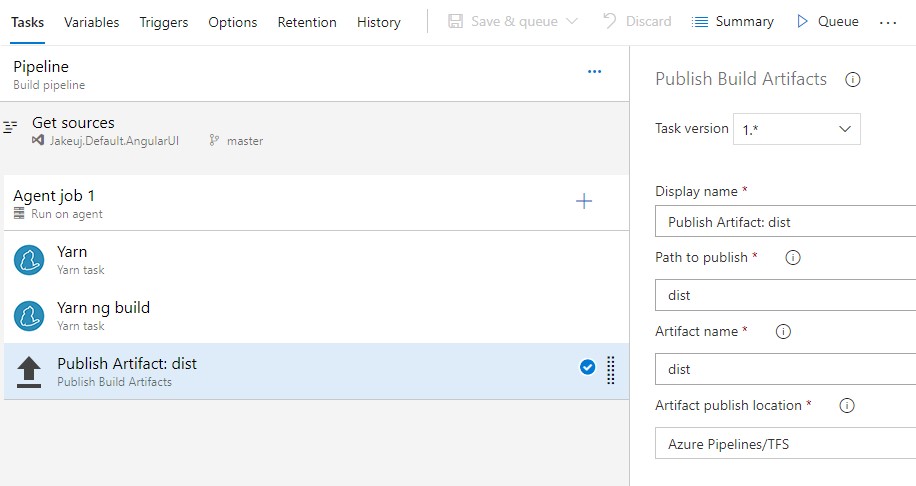 Tasks Variables Triggers Options Retention History Save & queue Discard Summary Queue ...
Pipeline
Build pipeline
Get sources
Jakeuj.Default.AngularUI master
Agent job 1
Run on agent
Yarn
Yarn task
Yarn ng build
Yarn task
Publish Artifact: dist
Publish Build Artifacts
Publish Build Artifacts
Task version 1.*
Display name *
Publish Artifact: dist
Path to publish *
dist
Artifact name *
dist
Artifact publish location *
Azure Pipelines/TFS